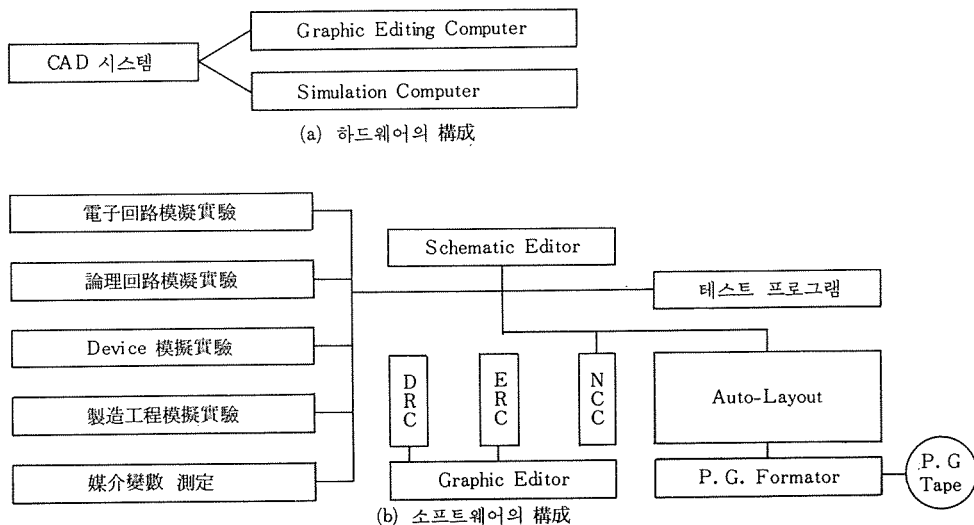 Graphic Editing Computer
CAD 시스템
Simulation Computer
(a) 하드웨어의 構成
電子回路模擬實驗
論理回路模擬實驗
Device 模擬實驗
製造工程模擬實驗
媒介變數 測定
Schematic Editor
테스트 프로그램
DRC
ERC
NCC
Auto-Layout
Graphic Editor
P. G. Formator
P. G
Tape
(b) 소프트웨어의 構成